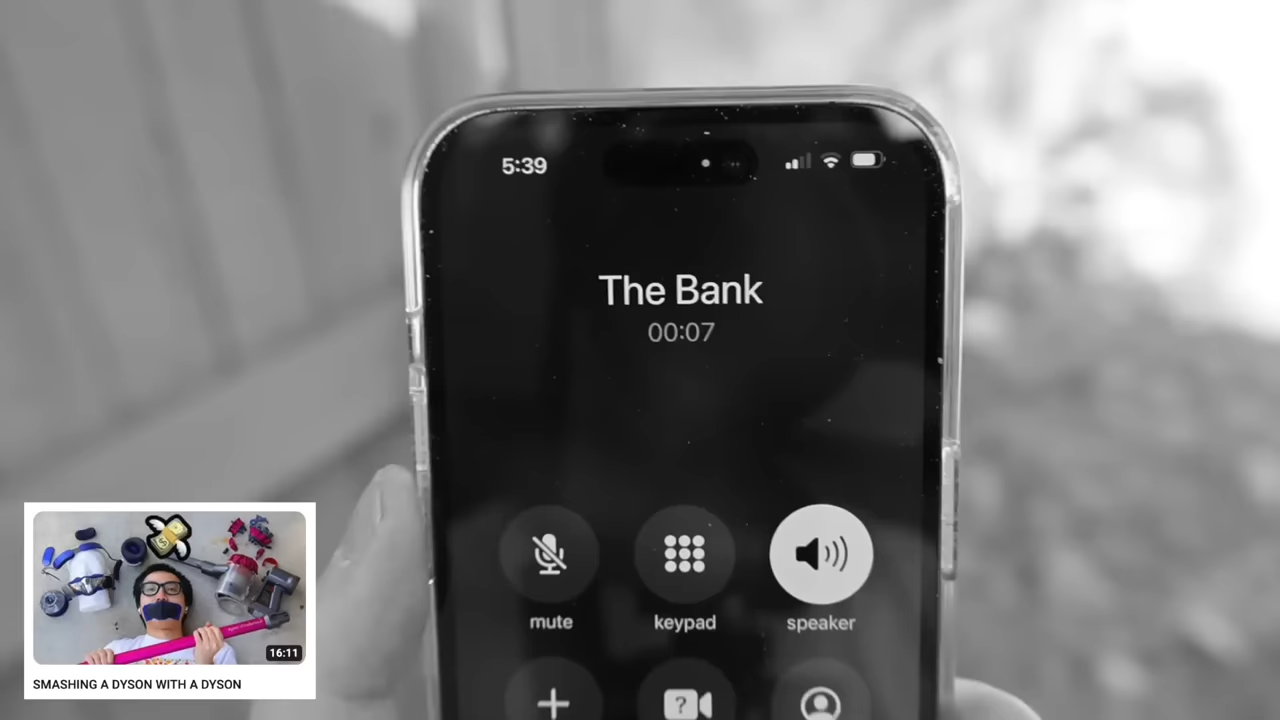 5:39
The Bank
00:07
mute
keypad
speaker
16:11
SMASHING A DYSON WITH A DYSON